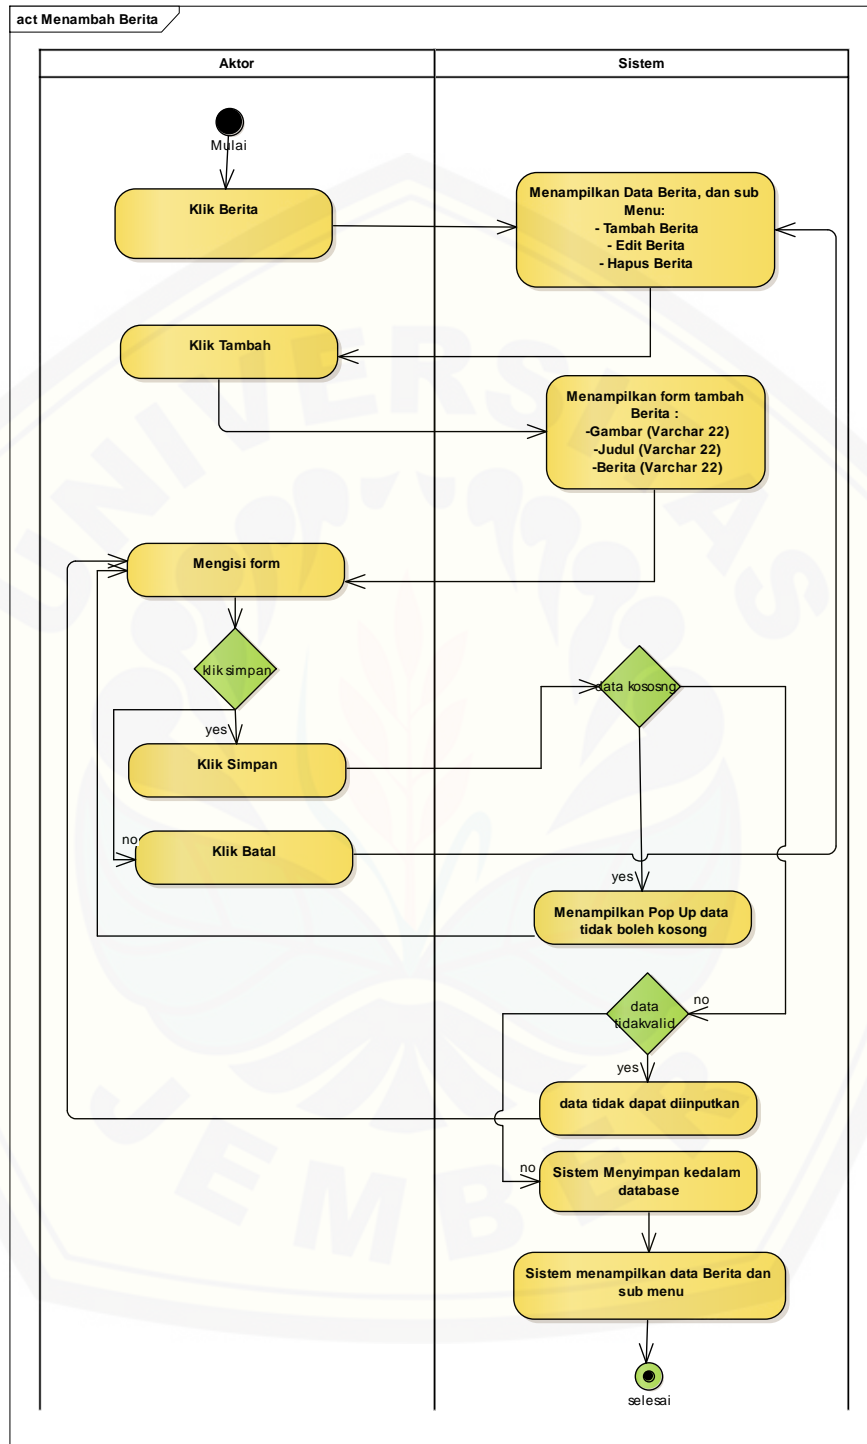 act Menambah Berita
Aktor
Sistem
Mulai
Klik Berita
Menampilkan Data Berita, dan sub
Menu:
- Tambah Berita
- Edit Berita
- Hapus Berita
Klik Tambah
Menampilkan form tambah
Berita :
-Gambar (Varchar 22)
-Judul (Varchar 22)
-Berita (Varchar 22)
Mengisi form
klik simpan
data kososng
yes
Klik Simpan
no
Klik Batal
yes
Menampilkan Pop Up data
tidak boleh kosong
data
tidakvalid
no
yes
data tidak dapat diinputkan
no
Sistem Menyimpan kedalam
database
Sistem menampilkan data Berita dan
sub menu
selesai
UNIVERSITAS
JEMBER